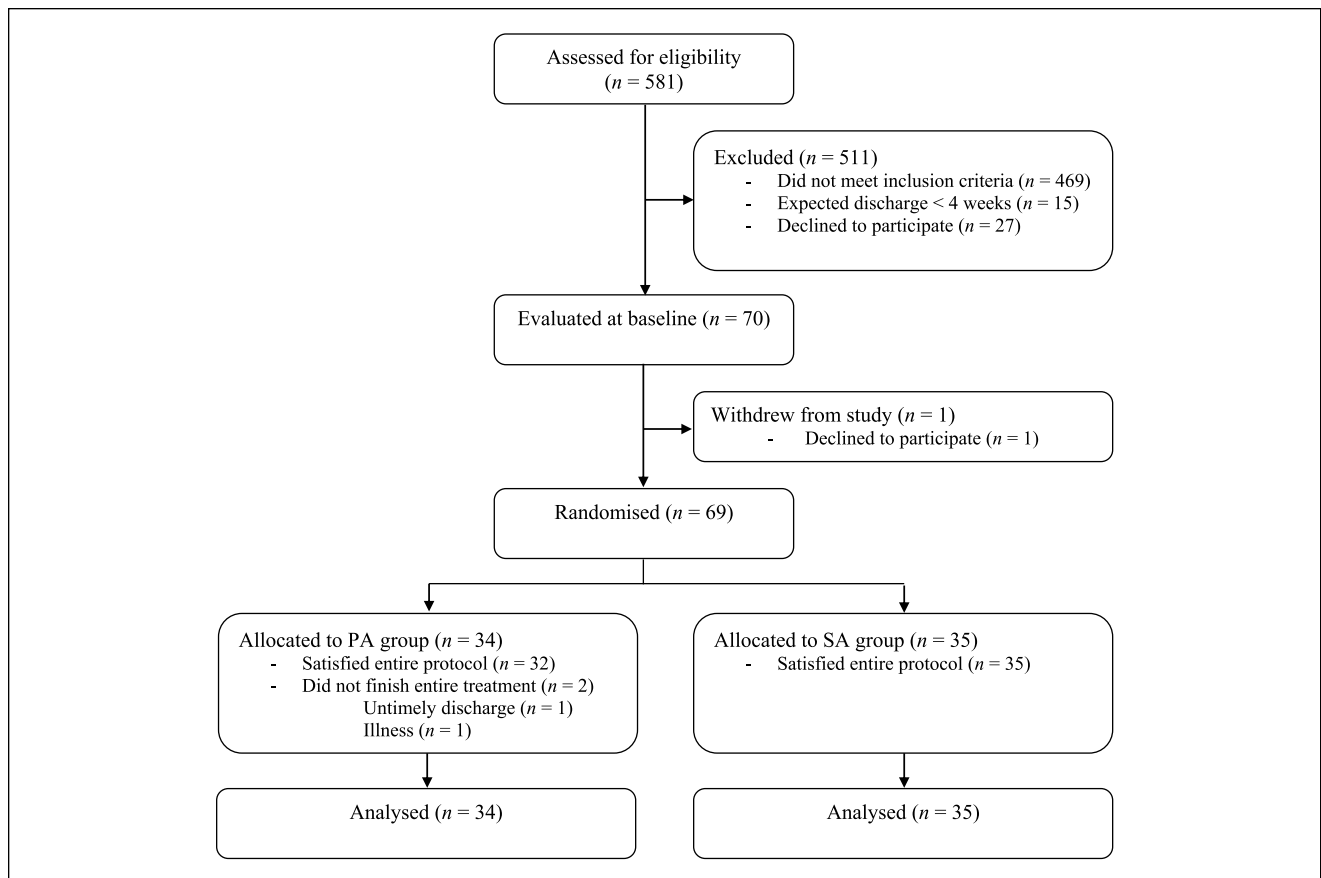 Assessed for eligibility
(n = 581)
Excluded (n = 511)
- Did not meet inclusion criteria (n = 469)
- Expected discharge < 4 weeks (n = 15)
- Declined to participate (n = 27)
Evaluated at baseline (n = 70)
Withdrew from study (n = 1)
- Declined to participate (n = 1)
Randomised (n = 69)
Allocated to PA group (n = 34)
- Satisfied entire protocol (n = 32)
- Did not finish entire treatment (n = 2)
Untimely discharge (n = 1)
Illness (n = 1)
Allocated to SA group (n = 35)
- Satisfied entire protocol (n = 35)
Analysed (n = 34)
Analysed (n = 35)